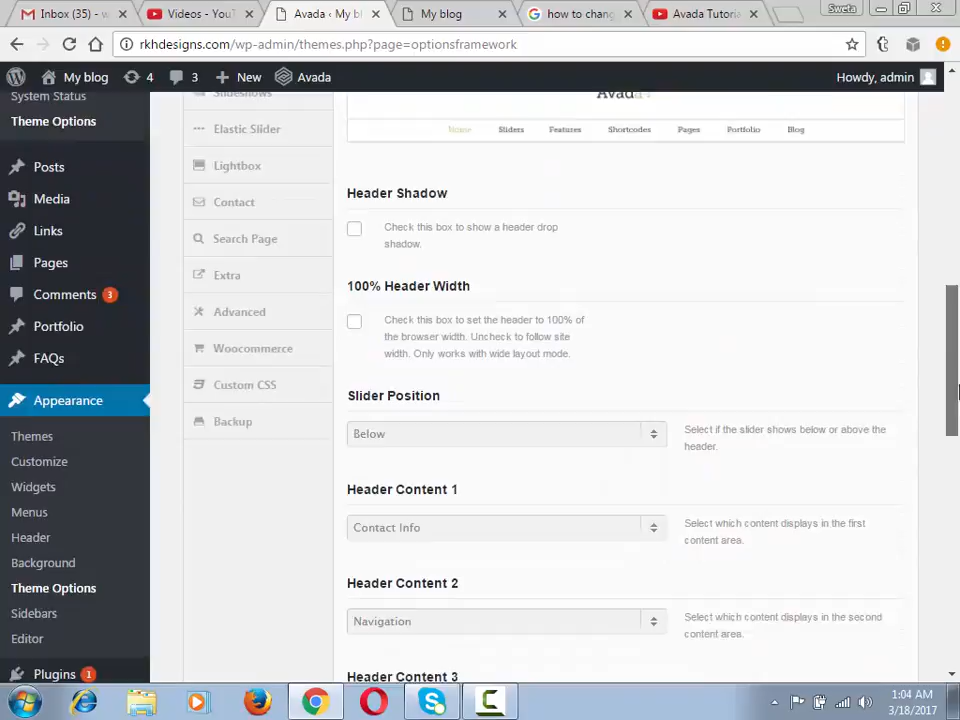 Inbox (35) - w
Videos - YouTu
Avada ‹ My bl
My blog
how to chang
Avada Tutoria
Sweta
rkhdesigns.com/wp-admin/themes.php?page=optionsframework
My blog
4
3
New
Avada
Howdy, admin
System Status
Theme Options
Posts
Media
Links
Pages
Comments 3
Portfolio
FAQs
Appearance
Themes
Customize
Widgets
Menus
Header
Background
Theme Options
Sidebars
Editor
Plugins 1
Slideshows
Elastic Slider
Lightbox
Contact
Search Page
Extra
Advanced
Woocommerce
Custom CSS
Backup
Avada
Home Sliders Features Shortcodes Pages Portfolio Blog
Header Shadow
Check this box to show a header drop
shadow.
100% Header Width
Check this box to set the header to 100% of
the browser width. Uncheck to follow site
width. Only works with wide layout mode.
Slider Position
Below
Select if the slider shows below or above the
header.
Header Content 1
Contact Info
Select which content displays in the first
content area.
Header Content 2
Navigation
Select which content displays in the second
content area.
Header Content 3
1:04 AM
3/18/2017